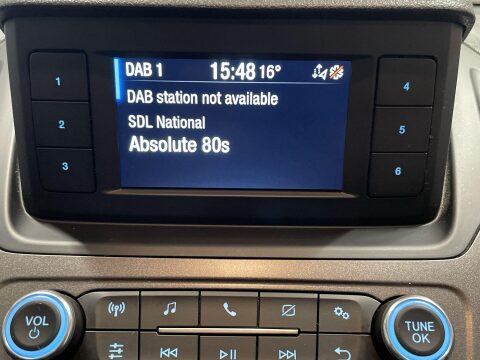 DAB 1 15:48 16°
DAB station not available
SDL National
Absolute 80s
1
2
3
4
5
6
VOL
TUNE
OK